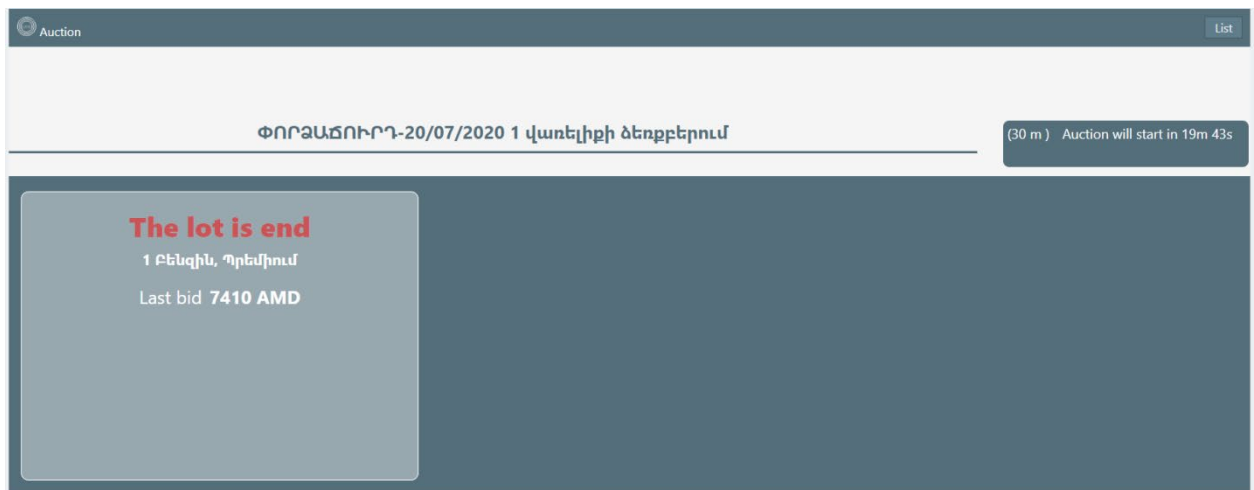 Auction
List
ՓՈՐՁԱՃՈՒՐԴ-20/07/2020 1 վառելիքի ձեռքբերում
(30 m ) Auction will start in 19m 43s
The lot is end
1 Բենզին, Պրեմիում
Last bid 7410 AMD